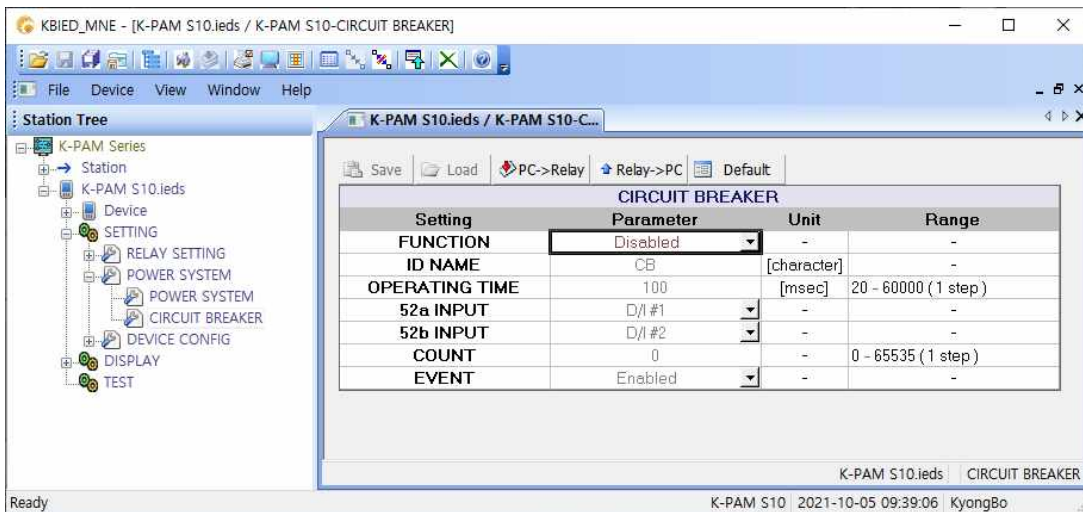 KBIED_MNE - [K-PAM S10.ieds / K-PAM S10-CIRCUIT BREAKER]
File Device View Window Help
Station Tree
K-PAM Series
Station
K-PAM S10.ieds
Device
SETTING
RELAY SETTING
POWER SYSTEM
POWER SYSTEM
CIRCUIT BREAKER
DEVICE CONFIG
DISPLAY
TEST
K-PAM S10.ieds / K-PAM S10-C...
Save Load PC->Relay Relay->PC Default
CIRCUIT BREAKER
Setting Parameter Unit Range
FUNCTION Disabled - -
ID NAME CB [character] -
OPERATING TIME 100 [msec] 20 - 60000 ( 1 step )
52a INPUT D/I #1 - -
52b INPUT D/I #2 - -
COUNT 0 - 0 - 65535 ( 1 step )
EVENT Enabled - -
K-PAM S10.ieds CIRCUIT BREAKER
Ready K-PAM S10 2021-10-05 09:39:06 KyongBo